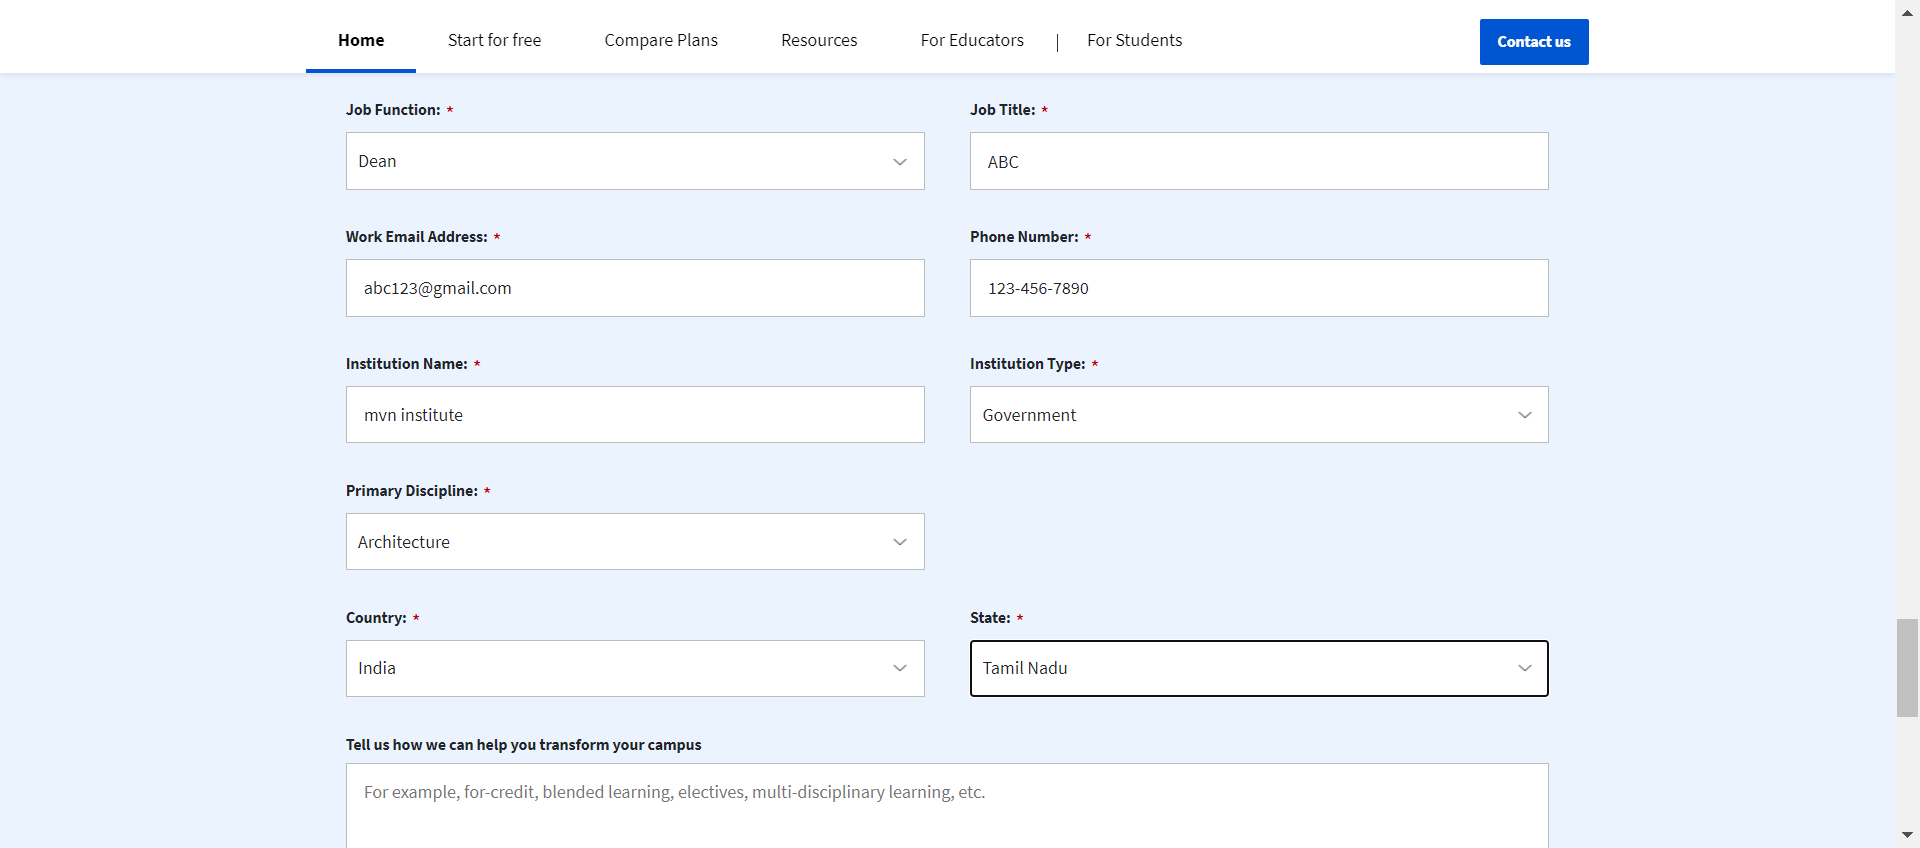 Home Start for free Compare Plans Resources For Educators | For Students Contact us
Job Function: * Job Title: *
Dean ABC
Work Email Address: * Phone Number: *
abc123@gmail.com 123-456-7890
Institution Name: * Institution Type: *
mvn institute Government
Primary Discipline: *
Architecture
Country: * State: *
India Tamil Nadu
Tell us how we can help you transform your campus
For example, for-credit, blended learning, electives, multi-disciplinary learning, etc.